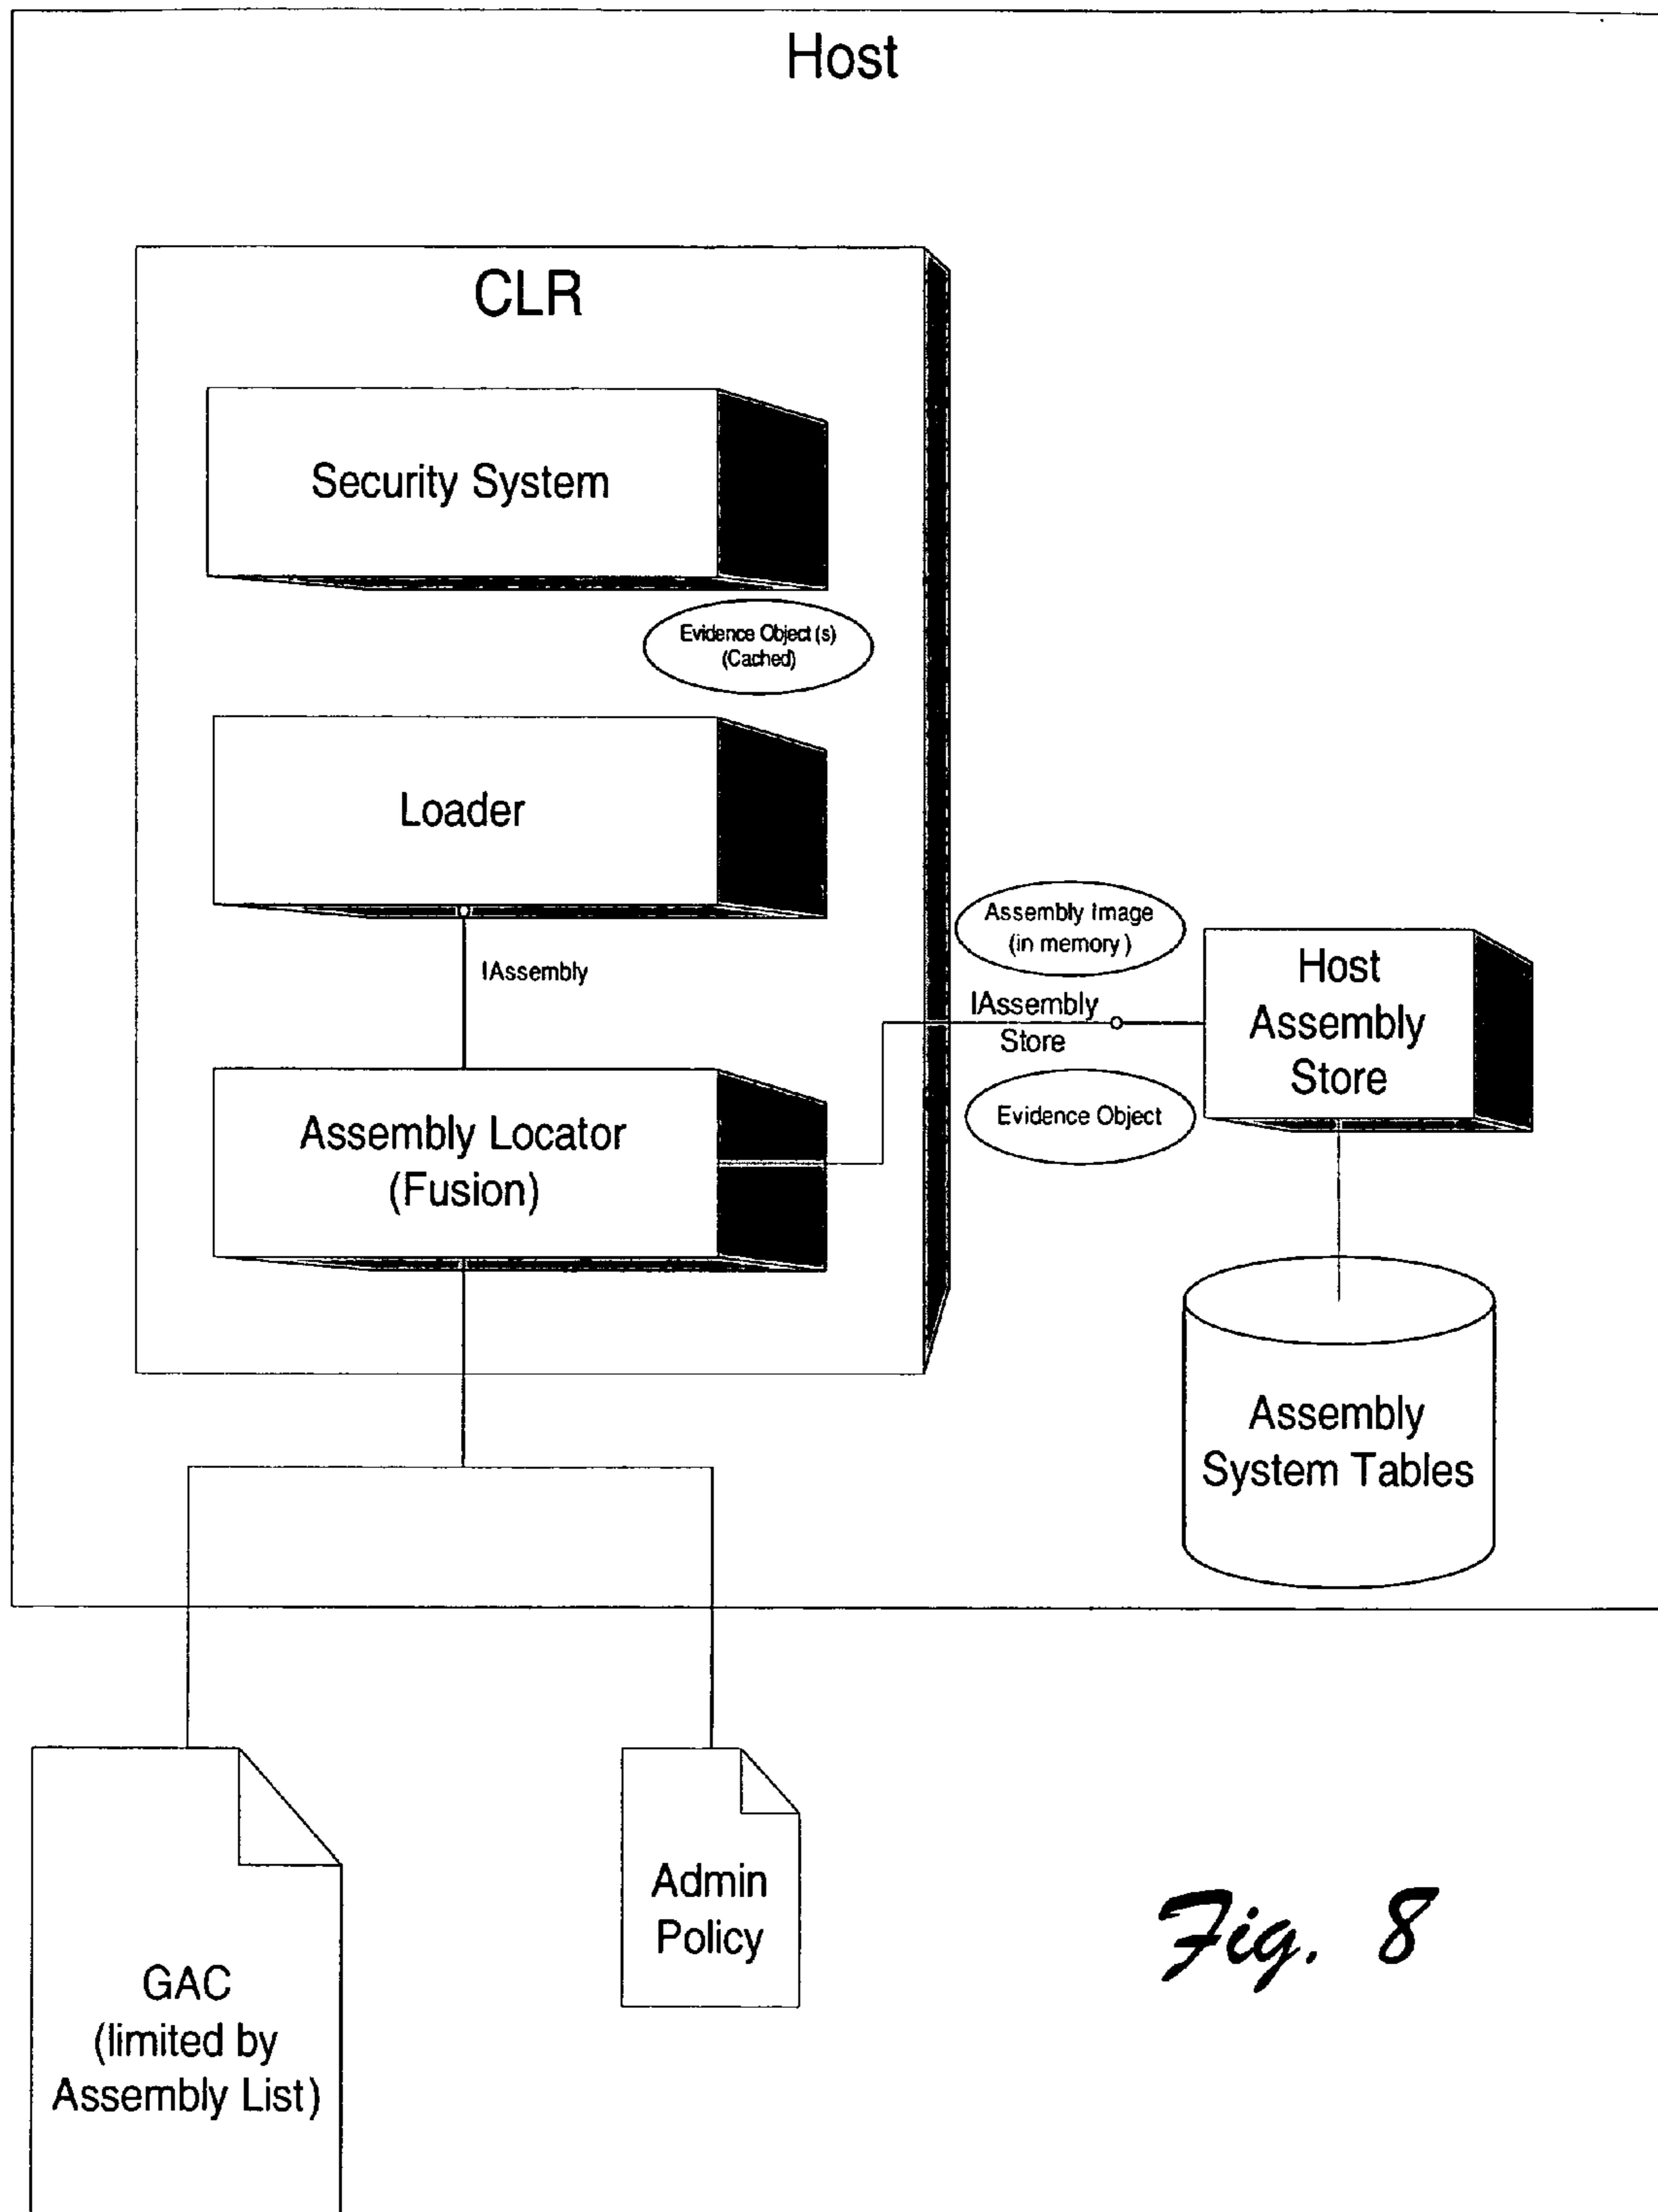 Host
CLR
Security System
Evidence Object (s)
(Cached)
Loader
IAssembly
Assembly Image
(in memory )
IAssembly
Store
Host
Assembly
Store
Evidence Object
Assembly Locator
(Fusion)
Assembly
System Tables
Admin
Policy
GAC
(limited by
Assembly List)
Fig. 8